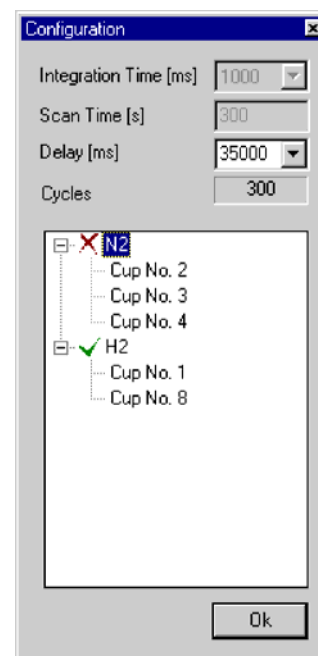 Configuration
Integration Time [ms] 1000
Scan Time [s] 300
Delay [ms] 35000
Cycles 300
N2
Cup No. 2
Cup No. 3
Cup No. 4
H2
Cup No. 1
Cup No. 8
Ok